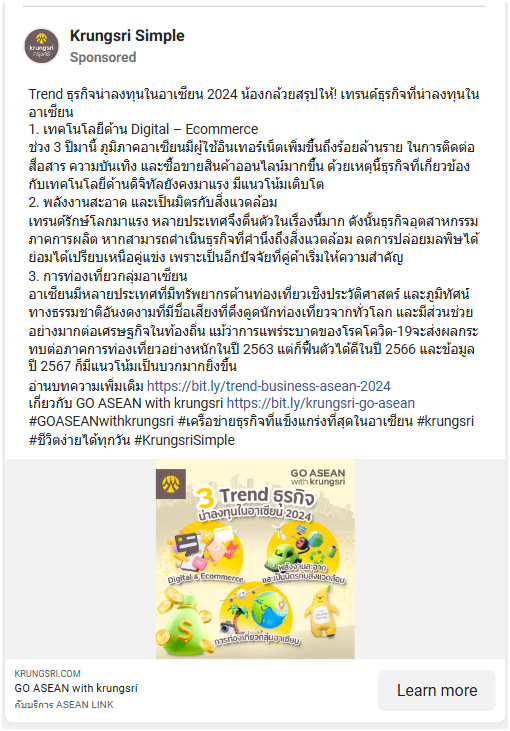 Krungsri Simple
Sponsored
krungsri
กรุงศรี
Trend ธุรกิจน่าลงทุนในอาเซียน 2024 น้องกล้วยสรุปให้! เทรนด์ธุรกิจที่น่าลงทุนใน
อาเซียน
1. เทคโนโลยีด้าน Digital – Ecommerce
ช่วง 3 ปีมานี้ ภูมิภาคอาเซียนมีผู้ใช้อินเทอร์เน็ตเพิ่มขึ้นถึงร้อยล้านราย ในการติดต่อ
สื่อสาร ความบันเทิง และซื้อขายสินค้าออนไลน์มากขึ้น ด้วยเหตุนี้ธุรกิจที่เกี่ยวข้อง
กับเทคโนโลยีด้านดิจิทัลยังคงมาแรง มีแนวโน้มเติบโต
2. พลังงานสะอาด และเป็นมิตรกับสิ่งแวดล้อม
เทรนด์รักษ์โลกมาแรง หลายประเทศจึงตื่นตัวในเรื่องนี้มาก ดังนั้นธุรกิจอุตสาหกรรม
ภาคการผลิต หากสามารถดำเนินธุรกิจที่คำนึงถึงสิ่งแวดล้อม ลดการปล่อยมลพิษได้
ย่อมได้เปรียบเหนือคู่แข่ง เพราะเป็นอีกปัจจัยที่คู่ค้าเริ่มให้ความสำคัญ
3. การท่องเที่ยวกลุ่มอาเซียน
อาเซียนมีหลายประเทศที่มีทรัพยากรด้านท่องเที่ยวเชิงประวัติศาสตร์ และภูมิทัศน์
ทางธรรมชาติอันงดงามที่มีชื่อเสียงที่ดึงดูดนักท่องเที่ยวจากทั่วโลก และมีส่วนช่วย
อย่างมากต่อเศรษฐกิจในท้องถิ่น แม้ว่าการแพร่ระบาดของโรคโควิด-19จะส่งผลกระ
ทบต่อภาคการท่องเที่ยวอย่างหนักในปี 2563 แต่ก็ฟื้นตัวได้ดีในปี 2566 และข้อมูล
ปี 2567 ก็มีแนวโน้มเป็นบวกมากยิ่งขึ้น
อ่านบทความเพิ่มเติม https://bit.ly/trend-business-asean-2024
เกี่ยวกับ GO ASEAN with krungsri https://bit.ly/krungsri-go-asean
#GOASEANwithkrungsri #เครือข่ายธุรกิจที่แข็งแกร่งที่สุดในอาเซียน #krungsri
#ชีวิตง่ายได้ทุกวัน #KrungsriSimple
GO ASEAN
with krungsri
3 Trend ธุรกิจ
น่าลงทุนในอาเซียน 2024
Digital & Ecommerce
พลังงานสะอาด
และเป็นมิตรกับสิ่งแวดล้อม
การท่องเที่ยวกลุ่มอาเซียน
KRUNGSRI.COM
GO ASEAN with krungsri
กับบริการ ASEAN LINK
Learn more